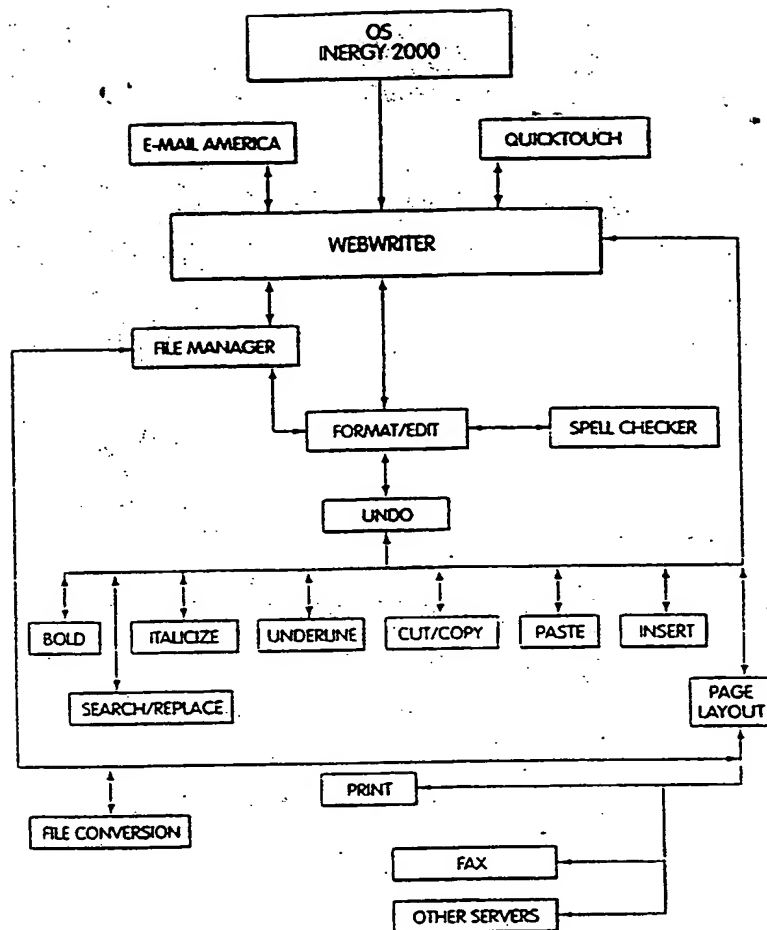 OS
INERGY 2000
E-MAIL AMERICA
QUICKTOUCH
WEBWRITER
FILE MANAGER
FORMAT/EDIT
SPELL CHECKER
UNDO
BOLD
ITALICIZE
UNDERLINE
CUT/COPY
PASTE
INSERT
SEARCH/REPLACE
PAGE
LAYOUT
PRINT
FILE CONVERSION
FAX
OTHER SERVERS